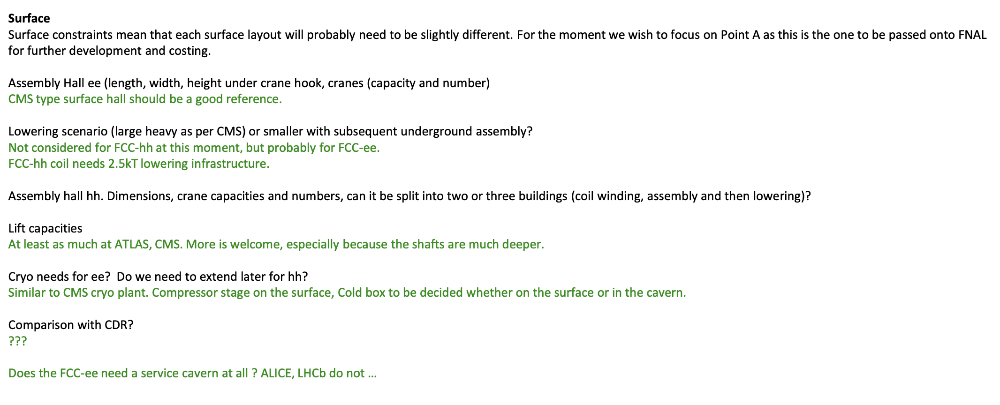 Surface
Surface constraints mean that each surface layout will probably need to be slightly different. For the moment we wish to focus on Point A as this is the one to be passed onto FNAL
for further development and costing.
Assembly Hall ee (length, width, height under crane hook, cranes (capacity and number)
CMS type surface hall should be a good reference.
Lowering scenario (large heavy as per CMS) or smaller with subsequent underground assembly?
Not considered for FCC-hh at this moment, but probably for FCC-ee.
FCC-hh coil needs 2.5kT lowering infrastructure.
Assembly hall hh. Dimensions, crane capacities and numbers, can it be split into two or three buildings (coil winding, assembly and then lowering)?
Lift capacities
At least as much at ATLAS, CMS. More is welcome, especially because the shafts are much deeper.
Cryo needs for ee?  Do we need to extend later for hh?
Similar to CMS cryo plant. Compressor stage on the surface, Cold box to be decided whether on the surface or in the cavern.
Comparison with CDR?
???
Does the FCC-ee need a service cavern at all ? ALICE, LHCb do not ...